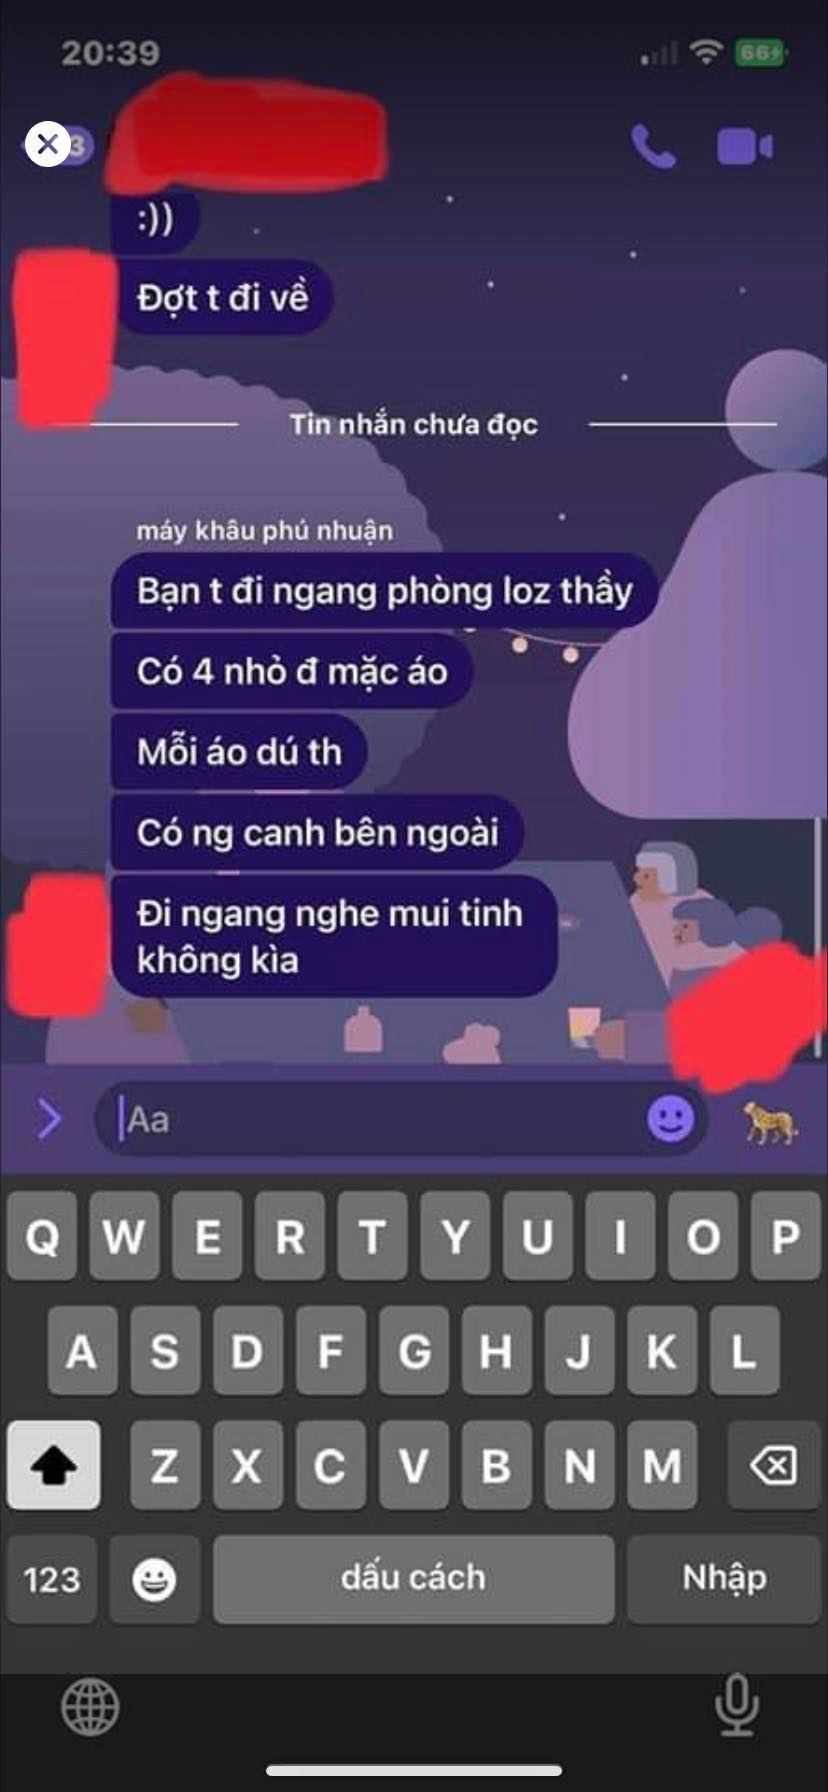 20:39
66
3
:))
Đợt t đi về
Tin nhắn chưa đọc
máy khâu phú nhuận
Bạn t đi ngang phòng loz thầy
Có 4 nhỏ đ mặc áo
Mỗi áo dú th
Có ng canh bên ngoài
Đi ngang nghe mui tinh
không kìa
Aa
Q W E R T Y U I O P
A S D F G H J K L
Z X C V B N M
123 dấu cách Nhập